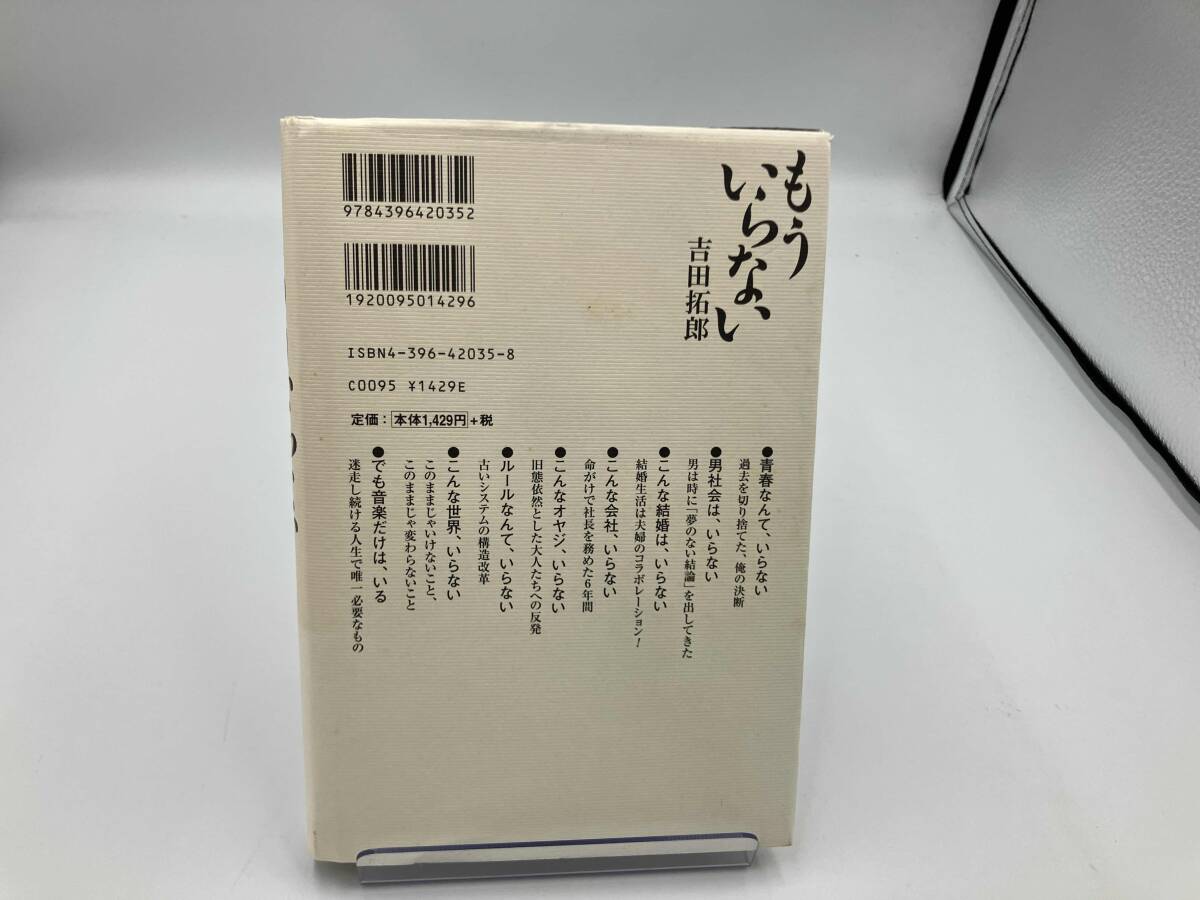 もう
いらない
吉田拓郎
9784396420352
1920095014296
ISBN4-396-42035-8
C0095 ¥1429E
定価：本体1,429円+税
●青春なんて、いらない
過去を切り捨てた、俺の決断
●男社会は、いらない
男は時に「夢のない結論」を出してきた
●こんな結婚は、いらない
結婚生活は夫婦のコラボレーション！
●こんな会社、いらない
命がけで社長を務めた6年間
●こんなオヤジ、いらない
旧態依然とした大人たちへの反発
●ルールなんて、いらない
古いシステムの構造改革
●こんな世界、いらない
このままじゃいけないこと、
このままじゃ変わらないこと
●でも音楽だけは、いる
迷走し続ける人生で唯一必要なもの